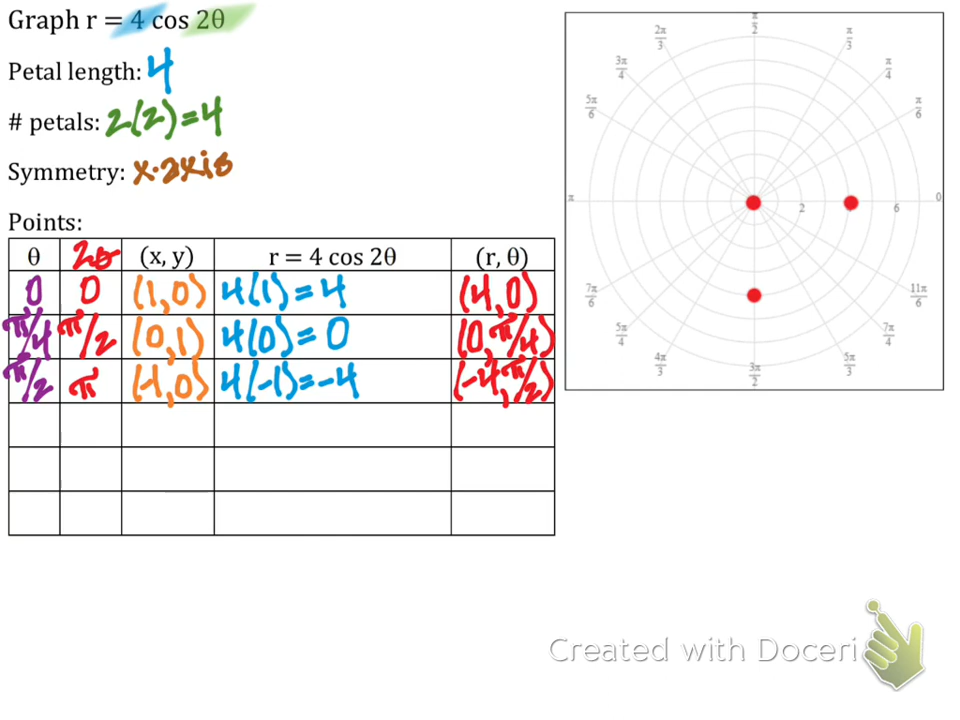 Graph r = 4 cos 2θ
Petal length: 4
# petals: 2(2)=4
Symmetry: x-axis
Points:
θ 2θ (x, y) r = 4 cos 2θ (r, θ)
0 0 (1,0) 4(1)=4 (4,0)
π/4 π/2 (0,1) 4(0)=0 (0,π/4)
π/2 π (-1,0) 4(-1)=-4 (-4,π/2)
π/2
2π/3 π/3
3π/4 π/4
5π/6 π/6
π 2 6 0
7π/6 11π/6
5π/4 7π/4
4π/3 5π/3
3π/2
Created with Doceri